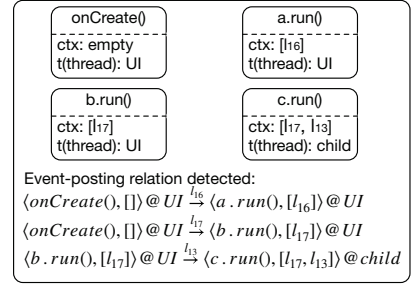 onCreate()
ctx: empty
t(thread): UI
a.run()
ctx: [l₁₆]
t(thread): UI
b.run()
ctx: [l₁₇]
t(thread): UI
c.run()
ctx: [l₁₇, l₁₃]
t(thread): child
Event-posting relation detected:
⟨onCreate(), []⟩@UI →^{l₁₆} ⟨a . run(), [l₁₆]⟩@UI
⟨onCreate(), []⟩@UI →^{l₁₇} ⟨b . run(), [l₁₇]⟩@UI
⟨b . run(), [l₁₇]⟩@UI →^{l₁₃} ⟨c . run(), [l₁₇, l₁₃]⟩@child